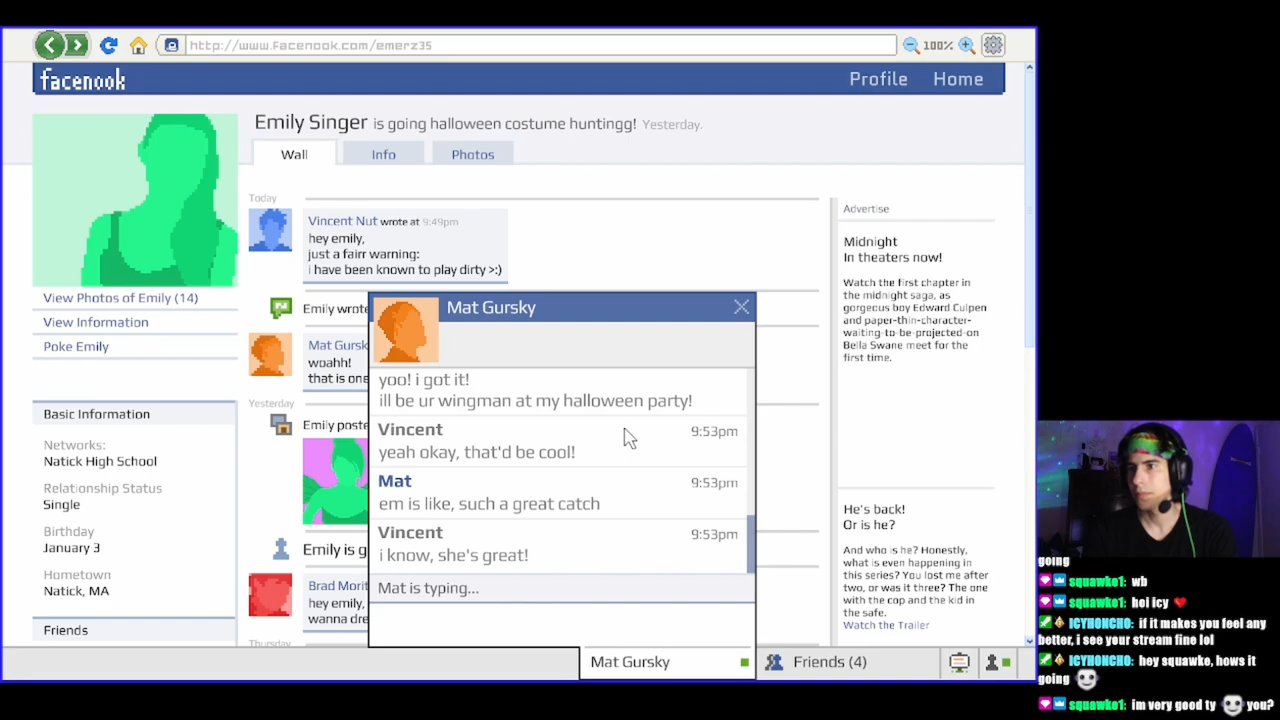 http://www.facenook.com/emerz35
100%
facenook
Profile
Home
Emily Singer is going halloween costume huntingg! Yesterday.
Wall
Info
Photos
Today
Vincent Nut wrote at 9:49pm
hey emily,
just a fairr warning:
i have been known to play dirty >:)
View Photos of Emily (14)
View Information
Poke Emily
Emily wrote
Mat Gursk
woahh!
that is one
Yesterday
Emily poste
Emily is g
Brad Morit
hey emily,
wanna dre
Thursday
Basic Information
Networks:
Natick High School
Relationship Status
Single
Birthday
January 3
Hometown
Natick, MA
Friends
Mat Gursky
yoo! i got it!
ill be ur wingman at my halloween party!
Vincent 9:53pm
yeah okay, that'd be cool!
Mat 9:53pm
em is like, such a great catch
Vincent 9:53pm
i know, she's great!
Mat is typing...
Mat Gursky
Friends (4)
Advertise
Midnight
In theaters now!
Watch the first chapter in
the midnight saga, as
gorgeous boy Edward Culpen
and paper-thin-character-
waiting-to-be-projected-on
Bella Swane meet for the
first time.
He's back!
Or is he?
And who is he? Honestly,
what is even happening in
this series? You lost me after
two, or was it three? The one
with the cop and the kid in
the safe.
Watch the Trailer
going
squawko1: wb
squawko1: hoi icy
ICYHONCHO: if it makes you feel any
better, i see your stream fine lol
ICYHONCHO: hey squawke, hows it
going
squawko1: im very good ty you?